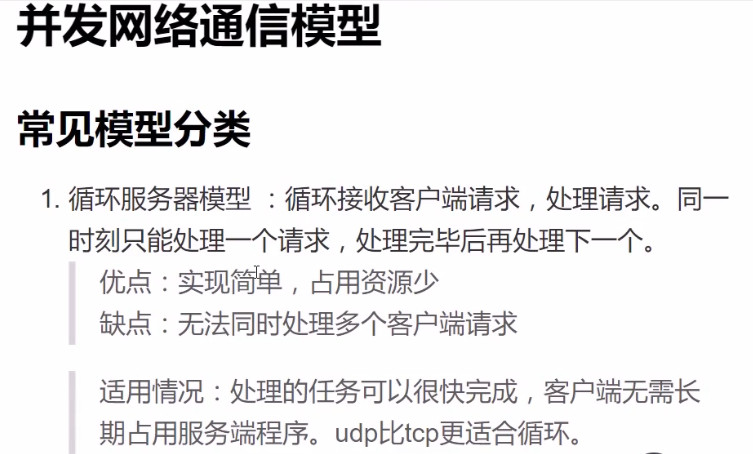 并发网络通信模型
常见模型分类
1. 循环服务器模型 ：循环接收客户端请求，处理请求。同一
时刻只能处理一个请求，处理完毕后再处理下一个。
优点：实现简单，占用资源少
缺点：无法同时处理多个客户端请求
适用情况：处理的任务可以很快完成，客户端无需长
期占用服务端程序。udp比tcp更适合循环。